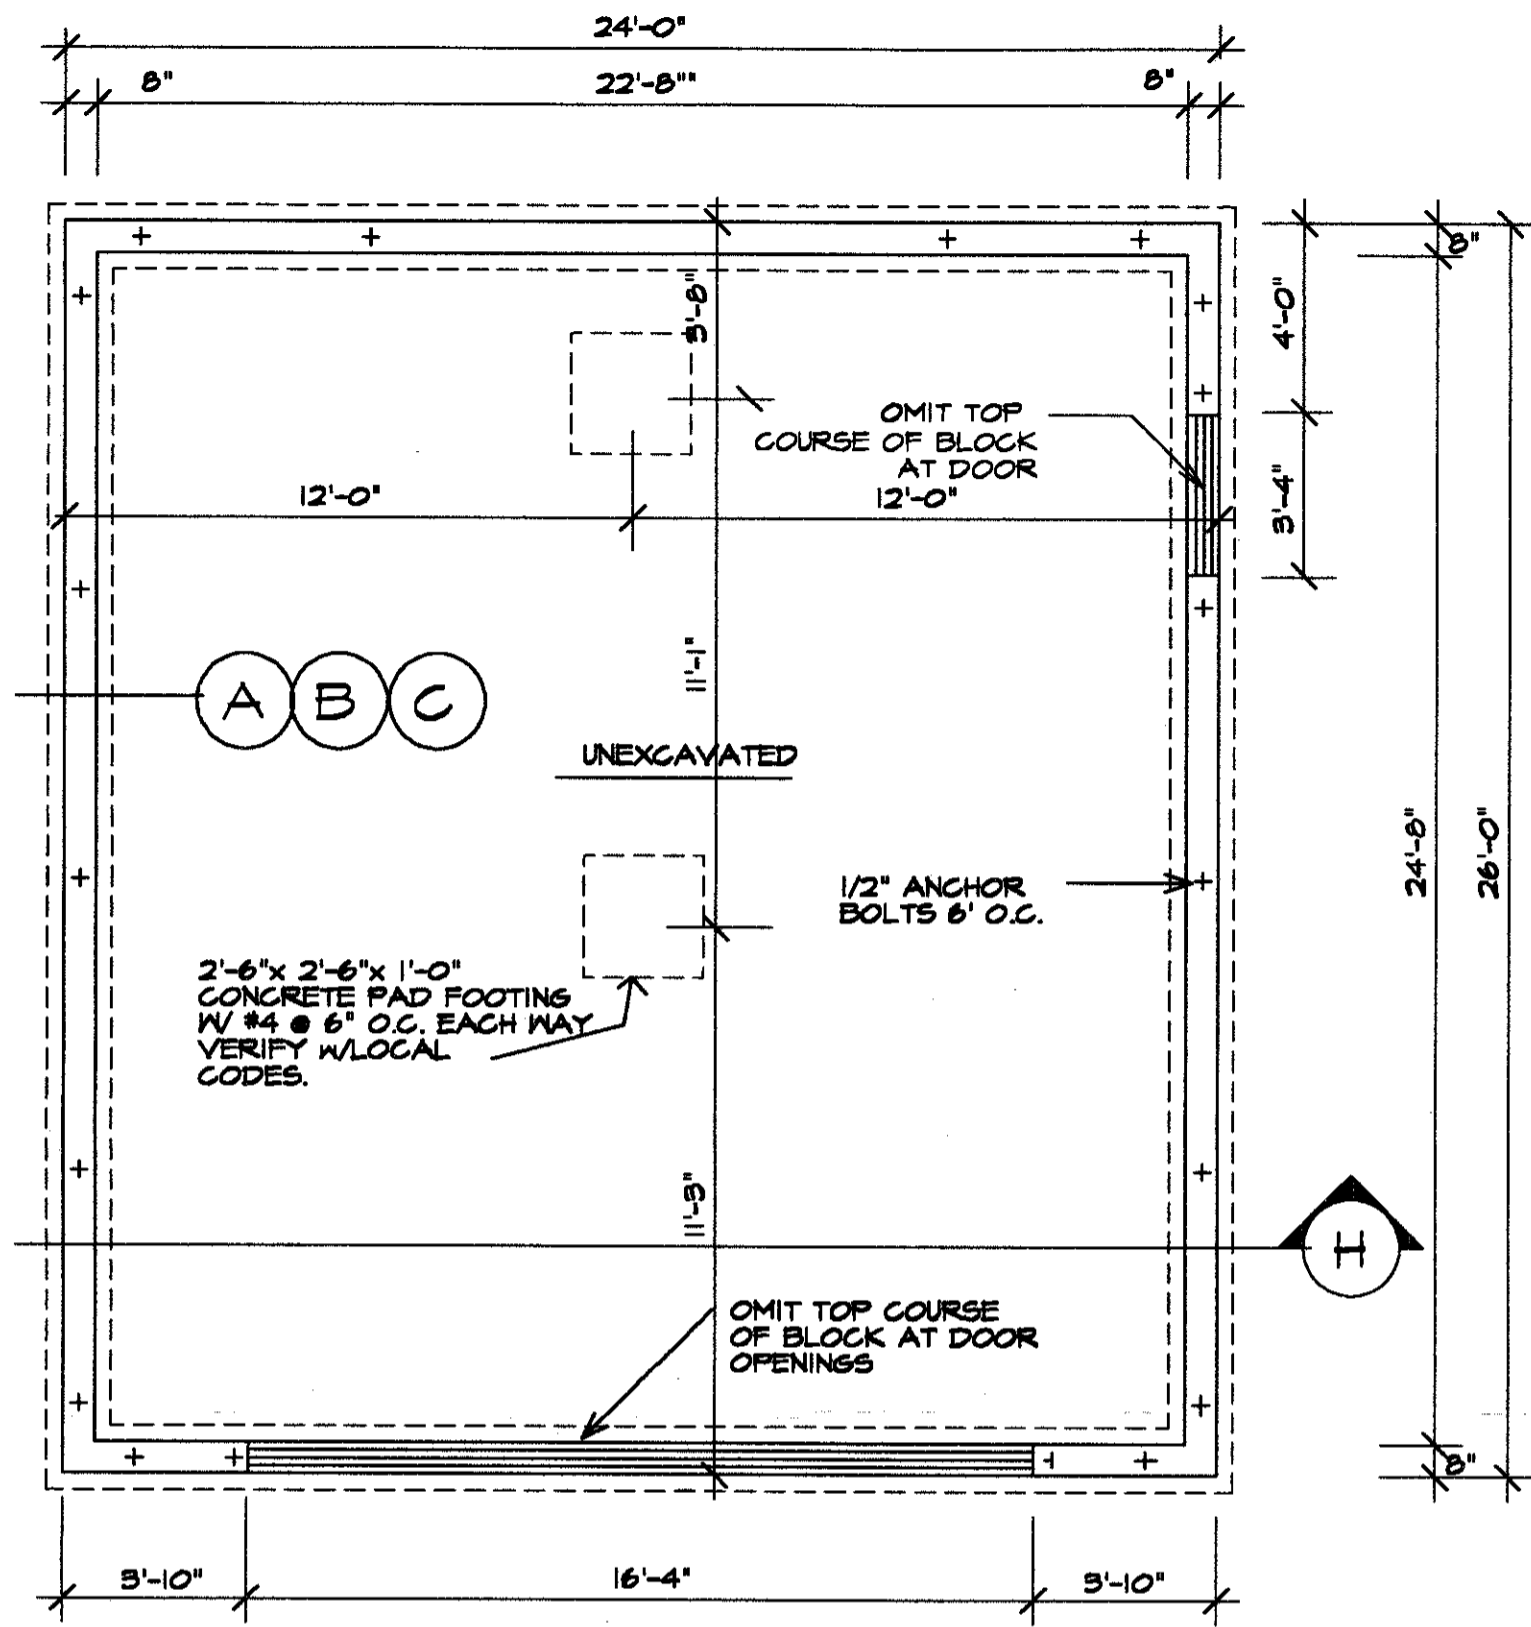 24'-0"
8"
22'-8""
8"
8"
3'-8"
4'-0"
OMIT TOP
COURSE OF BLOCK
AT DOOR
12'-0"
12'-0"
3'-4"
11'-1"
A B C
UNEXCAVATED
24'-8"
26'-0"
1/2" ANCHOR
BOLTS 6' O.C.
2'-6"x 2'-6"x 1'-0"
CONCRETE PAD FOOTING
W/ #4 @ 6" O.C. EACH WAY
VERIFY W/LOCAL
CODES.
11'-3"
H
OMIT TOP COURSE
OF BLOCK AT DOOR
OPENINGS
8"
3'-10"
16'-4"
3'-10"